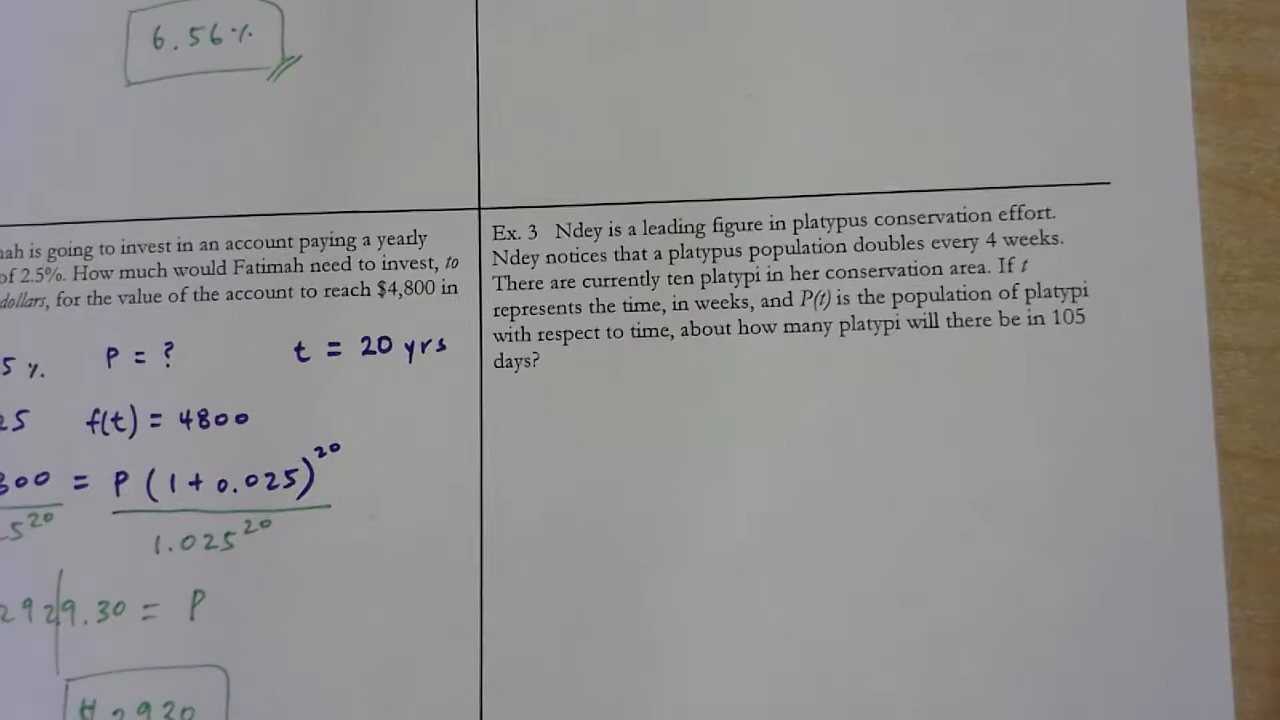 6.56%
is going to invest in an account paying a yearly
of 2.5%. How much would Fatimah need to invest, to
dollars, for the value of the account to reach $4,800 in
5 % P = ? t = 20 yrs
25 f(t) = 4800
800 = P (1 + 0.025)^20
5^20 1.025^20
2929.30 = P
2930
Ex. 3 Ndey is a leading figure in platypus conservation effort.
Ndey notices that a platypus population doubles every 4 weeks.
There are currently ten platypi in her conservation area. If t
represents the time, in weeks, and P(t) is the population of platypi
with respect to time, about how many platypi will there be in 105
days?